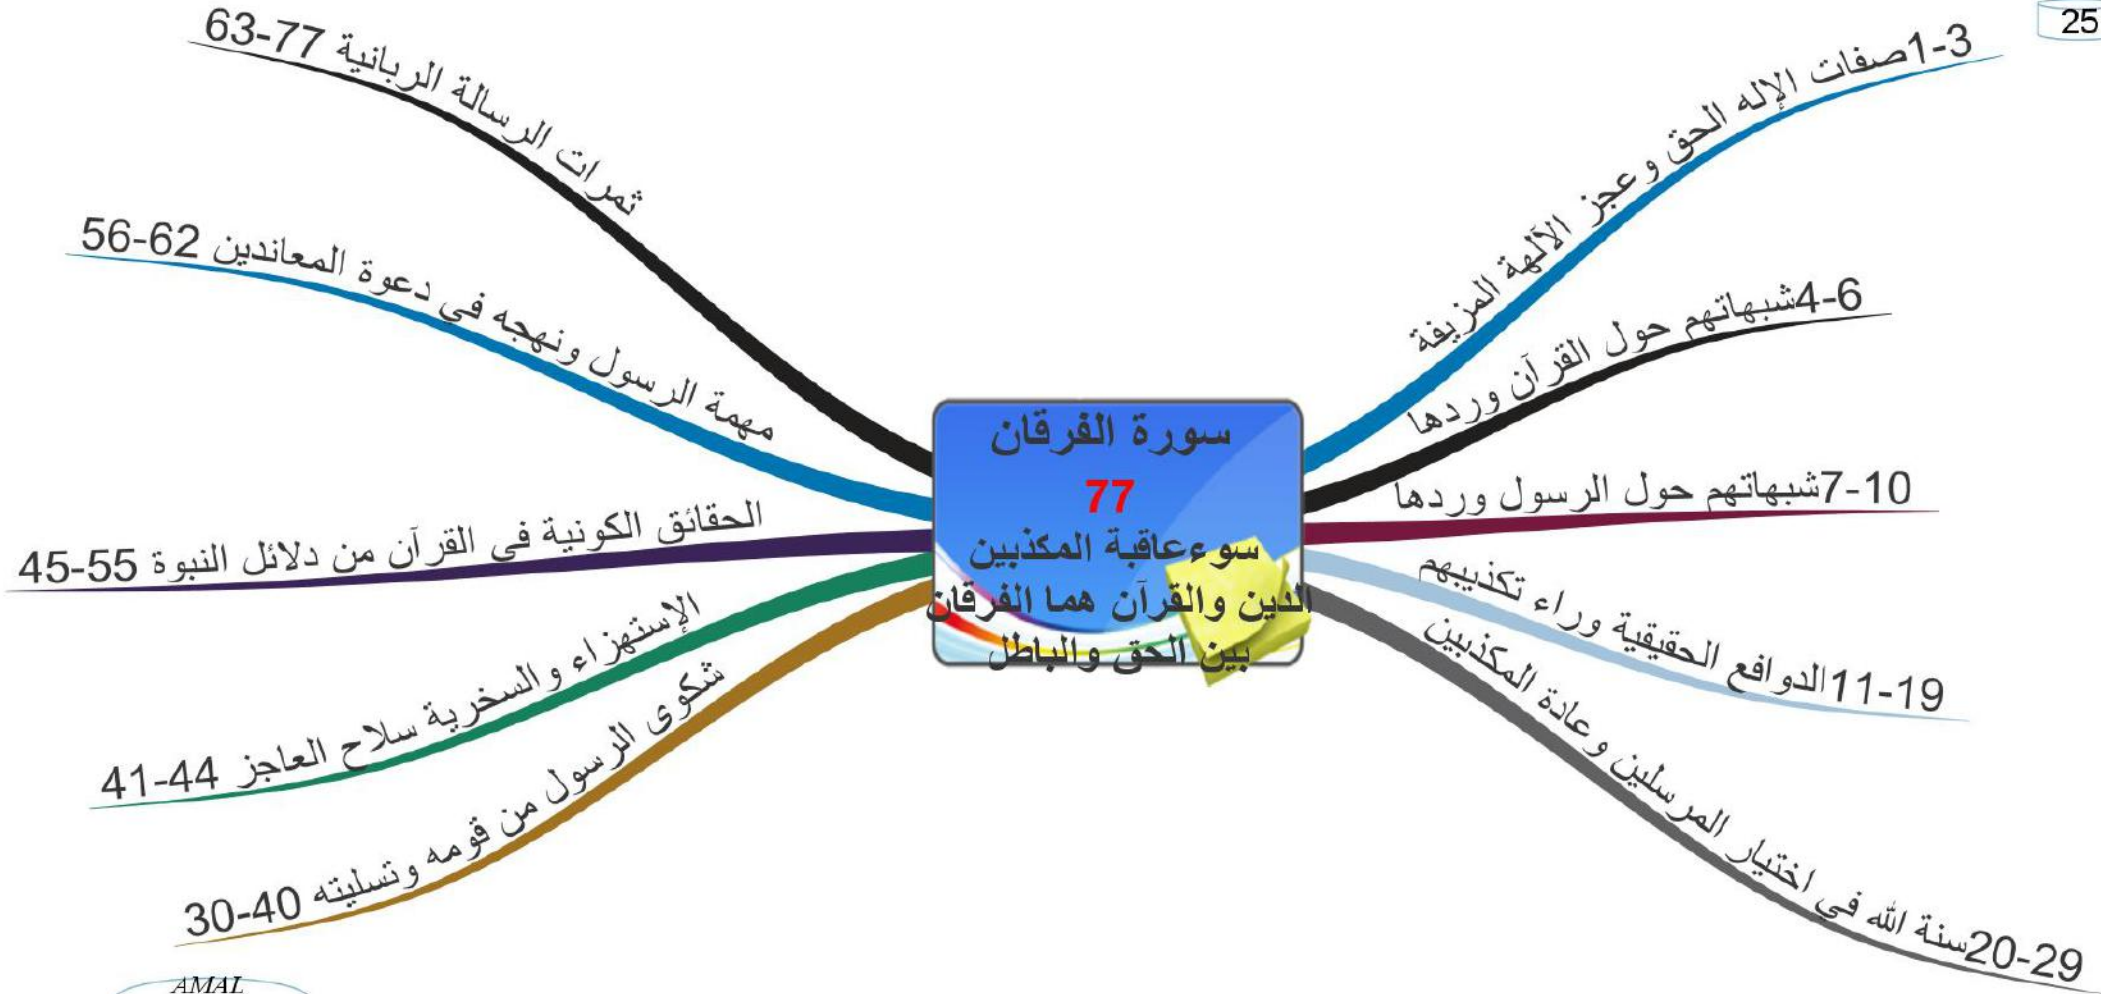 25
سورة الفرقان
77
سوءعاقبة المكذبين
الدين والقرآن هما الفرقان
بين الحق والباطل
1-3صفات الإله الحق وعجز الآلهة المزيفة
4-6شبهاتهم حول القرآن وردها
7-10شبهاتهم حول الرسول وردها
11-19الدوافع الحقيقية وراء تكذيبهم
20-29سنة الله في اختيار المرسلين وعادة المكذبين
شكوى الرسول من قومه وتسليته 30-40
الإستهزاء والسخرية سلاح العاجز 41-44
الحقائق الكونية في القرآن من دلائل النبوة 45-55
مهمة الرسول ونهجه في دعوة المعاندين 56-62
ثمرات الرسالة الربانية 63-77
AMAL